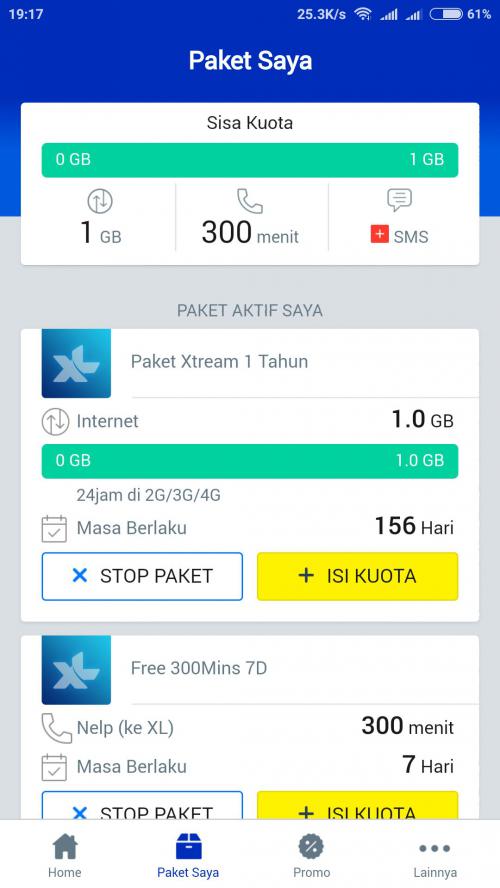 19:17 25.3K/s 61%
Paket Saya
Sisa Kuota
0 GB 1 GB
1 GB 300 menit + SMS
PAKET AKTIF SAYA
XL Paket Xtream 1 Tahun
Internet 1.0 GB
0 GB 1.0 GB
24jam di 2G/3G/4G
Masa Berlaku 156 Hari
× STOP PAKET + ISI KUOTA
XL Free 300Mins 7D
Nelp (ke XL) 300 menit
Masa Berlaku 7 Hari
× STOP PAKET + ISI KUOTA
Home Paket Saya Promo Lainnya